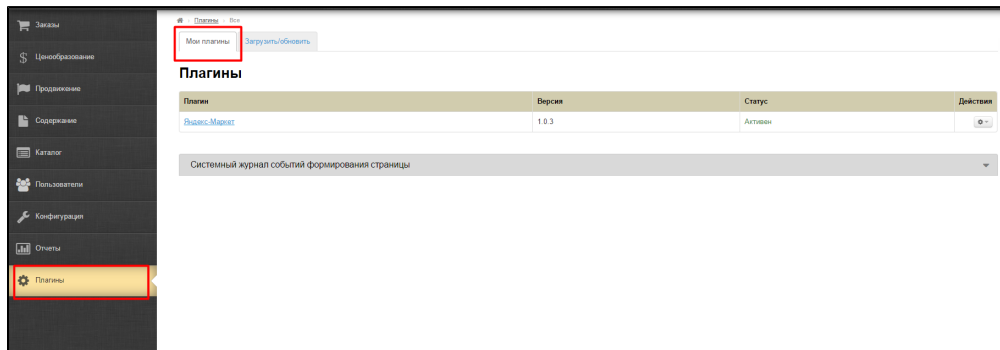 Заказы
Ценообразование
Продвижение
Содержание
Каталог
Пользователи
Конфигурация
Отчеты
Плагины
Плагины Все
Мои плагины Загрузить/обновить
Плагины
Плагин Версия Статус Действия
Яндекс-Маркет 1.0.3 Активен
Системный журнал событий формирования страницы